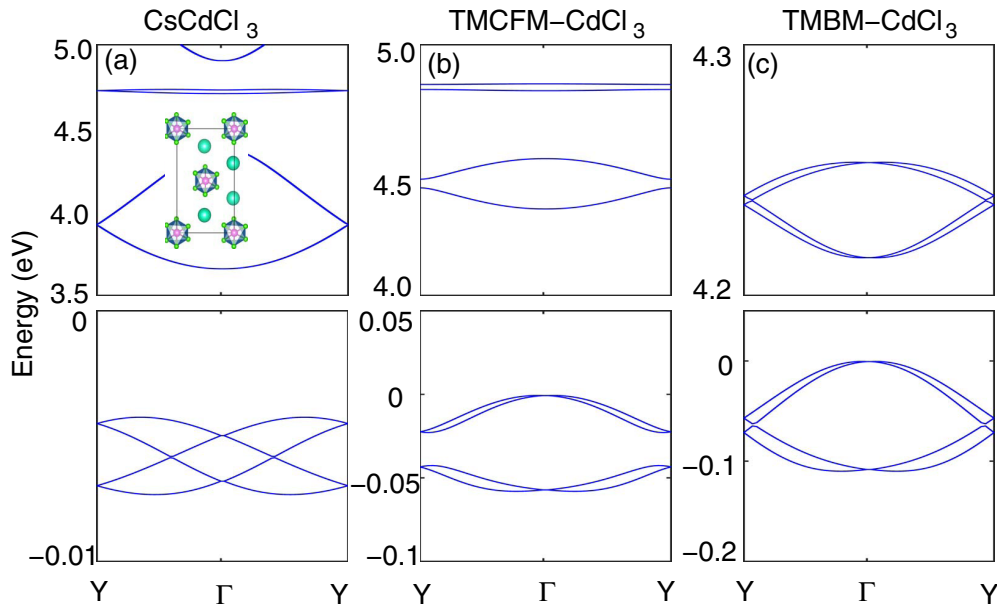 CsCdCl3 TMCFM−CdCl3 TMBM−CdCl3
5.0 (a) 5.0 (b) 4.3 (c)
4.5
4.5
4.0
3.5 4.0 4.2
Energy (eV)
0 0.05
0 0
−0.05 −0.1
−0.01 −0.1 −0.2
Y Γ Y Y Γ Y Y Γ Y